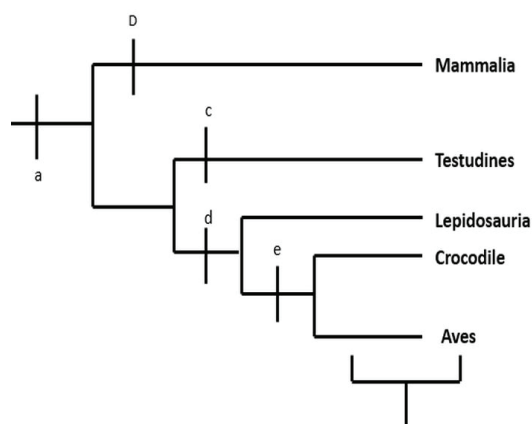 D
Mammalia
a
c
Testudines
d
Lepidosauria
e
Crocodile
Aves